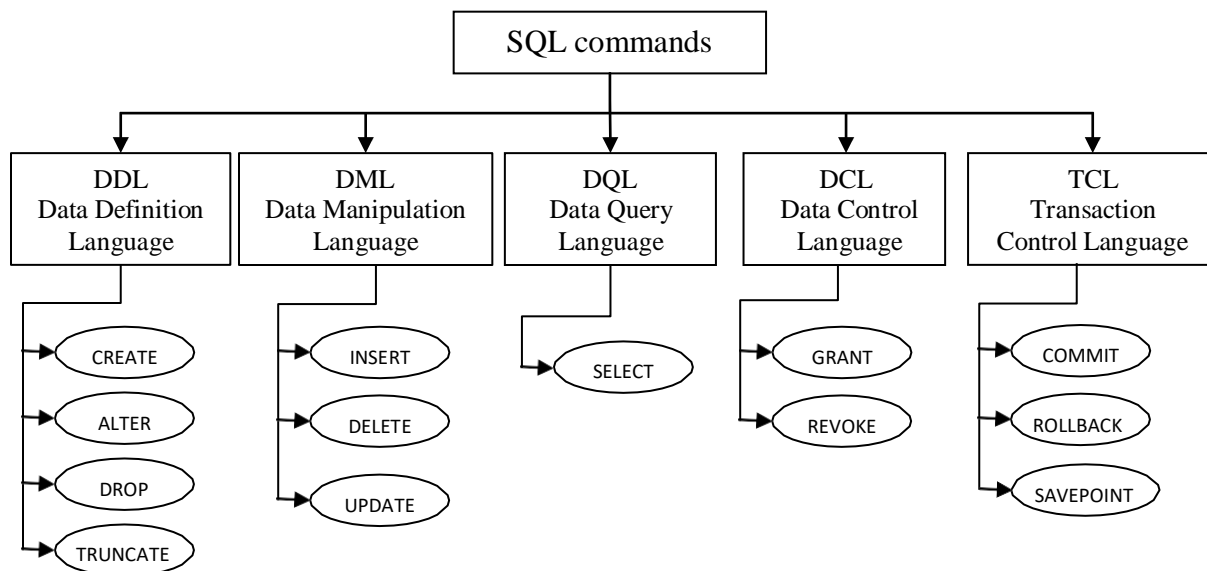 SQL commands
DDL
Data Definition
Language
DML
Data Manipulation
Language
DQL
Data Query
Language
DCL
Data Control
Language
TCL
Transaction
Control Language
CREATE
ALTER
DROP
TRUNCATE
INSERT
DELETE
UPDATE
SELECT
GRANT
REVOKE
COMMIT
ROLLBACK
SAVEPOINT